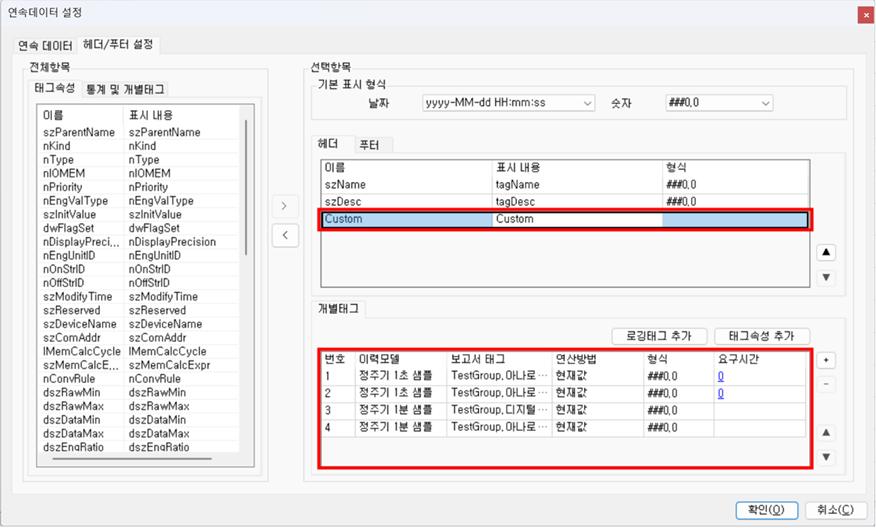 연속데이터 설정
연속 데이터 헤더/푸터 설정
전체항목
태그속성 통계 및 개별태그
이름 표시 내용
szParentName szParentName
nKind nKind
nType nType
nIOMEM nIOMEM
nPriority nPriority
nEngValType nEngValType
szInitValue szInitValue
dwFlagSet dwFlagSet
nDisplayPreci,,, nDisplayPrecision
nEngUnitID nEngUnitID
nOnStrID nOnStrID
nOffStrID nOffStrID
szModifyTime szModifyTime
szReserved szReserved
szDeviceName szDeviceName
szComAddr szComAddr
lMemCalcCycle lMemCalcCycle
szMemCalcE,,, szMemCalcExpr
nConvRule nConvRule
dszRawMin dszRawMin
dszRawMax dszRawMax
dszDataMin dszDataMin
dszDataMax dszDataMax
dszEngRatio dszEngRatio
>
<
선택항목
기본 표시 형식
날짜 yyyy-MM-dd HH:mm:ss 숫자 ###0,0
헤더 푸터
이름 표시 내용 형식
szName tagName ###0,0
szDesc tagDesc ###0,0
Custom Custom
▲
▼
개별태그
로깅태그 추가 태그속성 추가
번호 이력모델 보고서 태그 연산방법 형식 요구시간
1 정주기 1초 샘플 TestGroup,아나로··· 현재값 ###0,0 0
2 정주기 1초 샘플 TestGroup,아나로··· 현재값 ###0,0 0
3 정주기 1분 샘플 TestGroup,디지털··· 현재값 ###0,0
4 정주기 1분 샘플 TestGroup,아나로··· 현재값 ###0,0
+
-
▲
▼
확인(O) 취소(C)